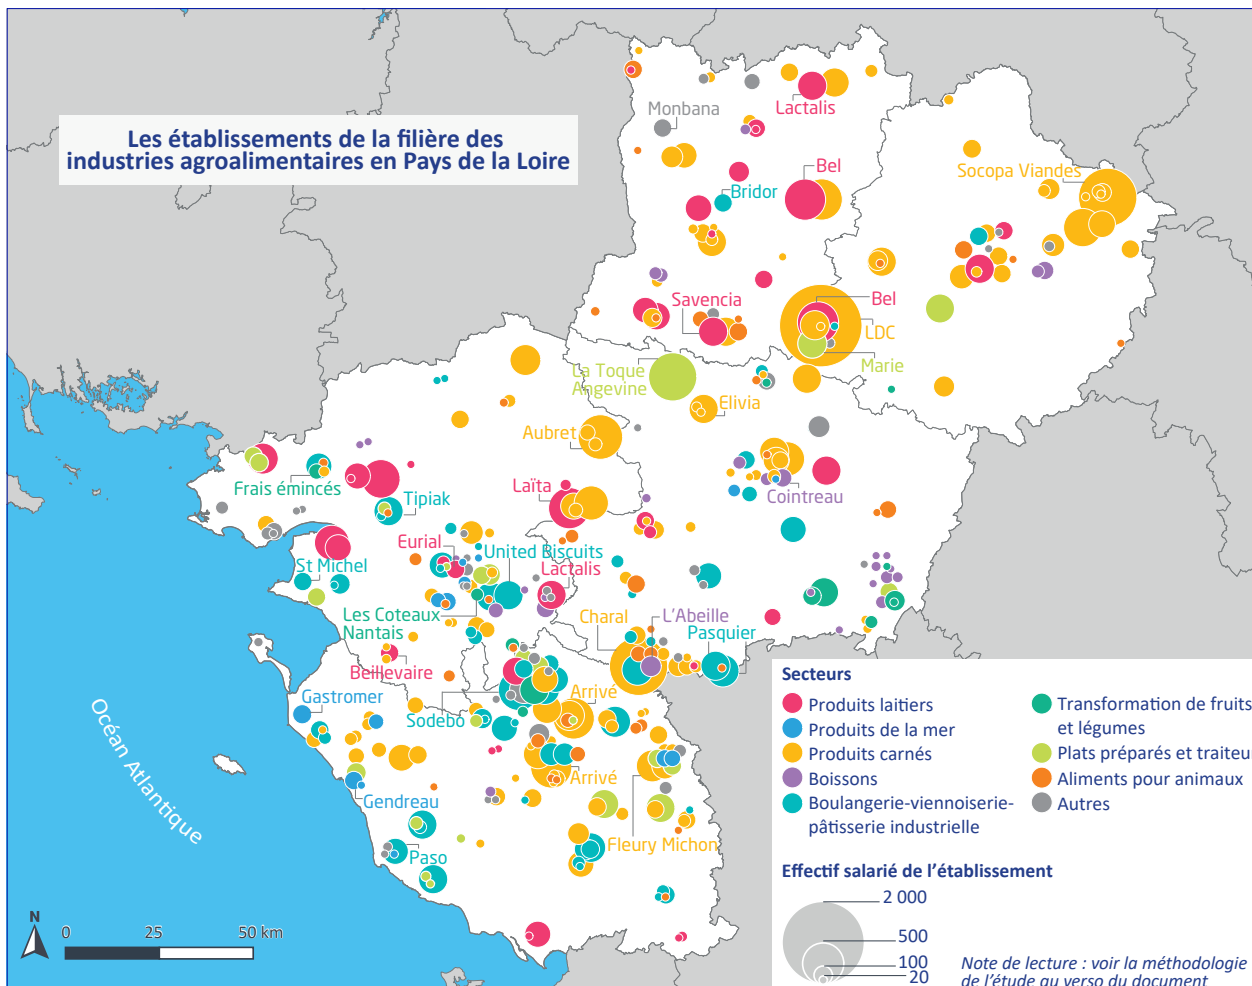 Les établissements de la filière des
industries agroalimentaires en Pays de la Loire
Monbana
Lactalis
Socopa Viandes
Bel
Bridor
Savencia
Bel
LDC
Marie
La Toque
Angevine
Elivia
Aubret
Frais émincés
Tipiak
Laïta
Cointreau
Eurial
United Biscuits
Lactalis
St Michel
Les Coteaux
Nantais
Charal
L'Abeille
Pasquier
Beillevaire
Gastromer
Sodebo
Arrivé
Arrivé
Gendreau
Fleury Michon
Paso
Océan Atlantique
N
0 25 50 km
Secteurs
Produits laitiers
Produits de la mer
Produits carnés
Boissons
Boulangerie-viennoiserie-
pâtisserie industrielle
Transformation de fruits
et légumes
Plats préparés et traiteu
Aliments pour animaux
Autres
Effectif salarié de l'établissement
2 000
500
100
20
Note de lecture : voir la méthodologie
de l'étude au verso du document